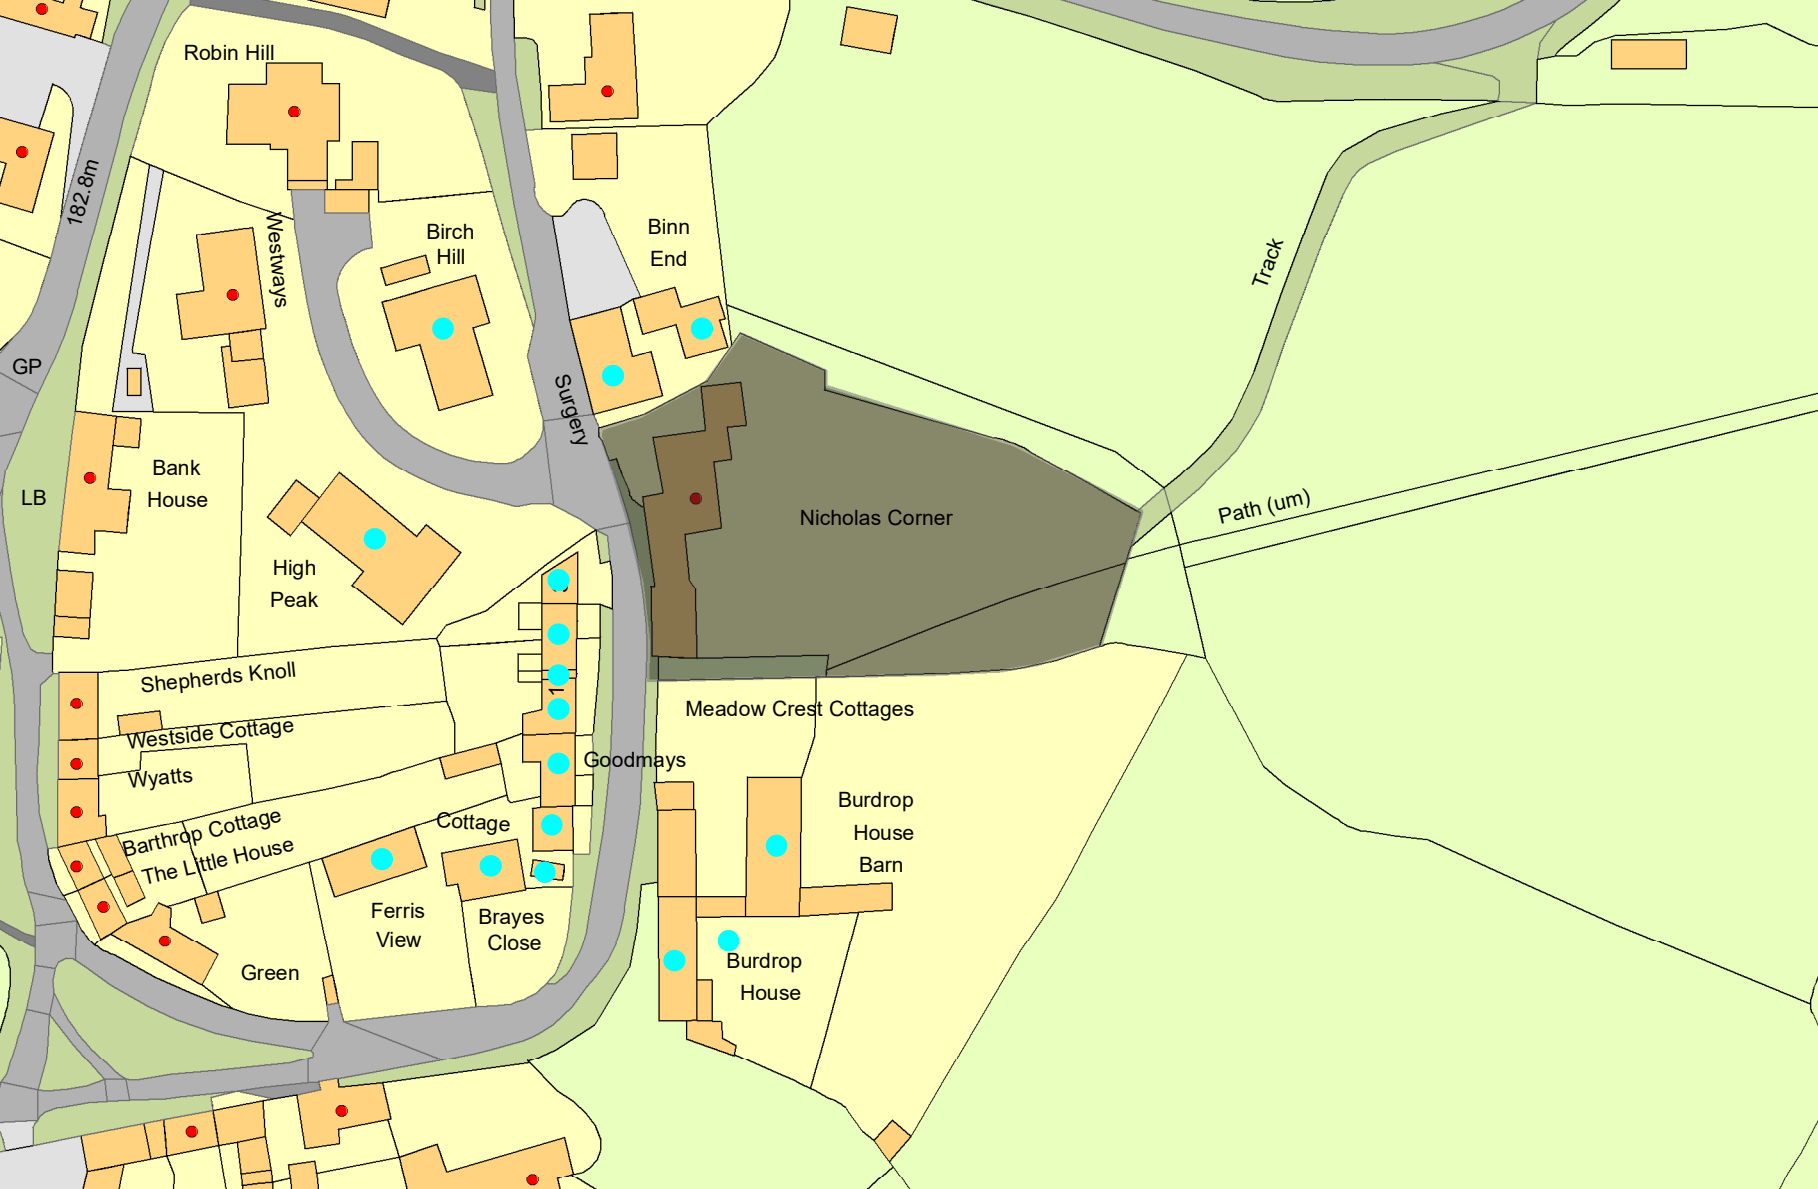 Robin Hill
182.8m
Westways
Birch
Hill
Binn
End
Track
GP
Surgery
Bank
House
LB
Path (um)
Nicholas Corner
High
Peak
Shepherds Knoll
1
Meadow Crest Cottages
Westside Cottage
Goodmays
Wyatts
Burdrop
House
Barn
Barthrop Cottage
Cottage
The Little House
Ferris
View
Brayes
Close
Green
Burdrop
House